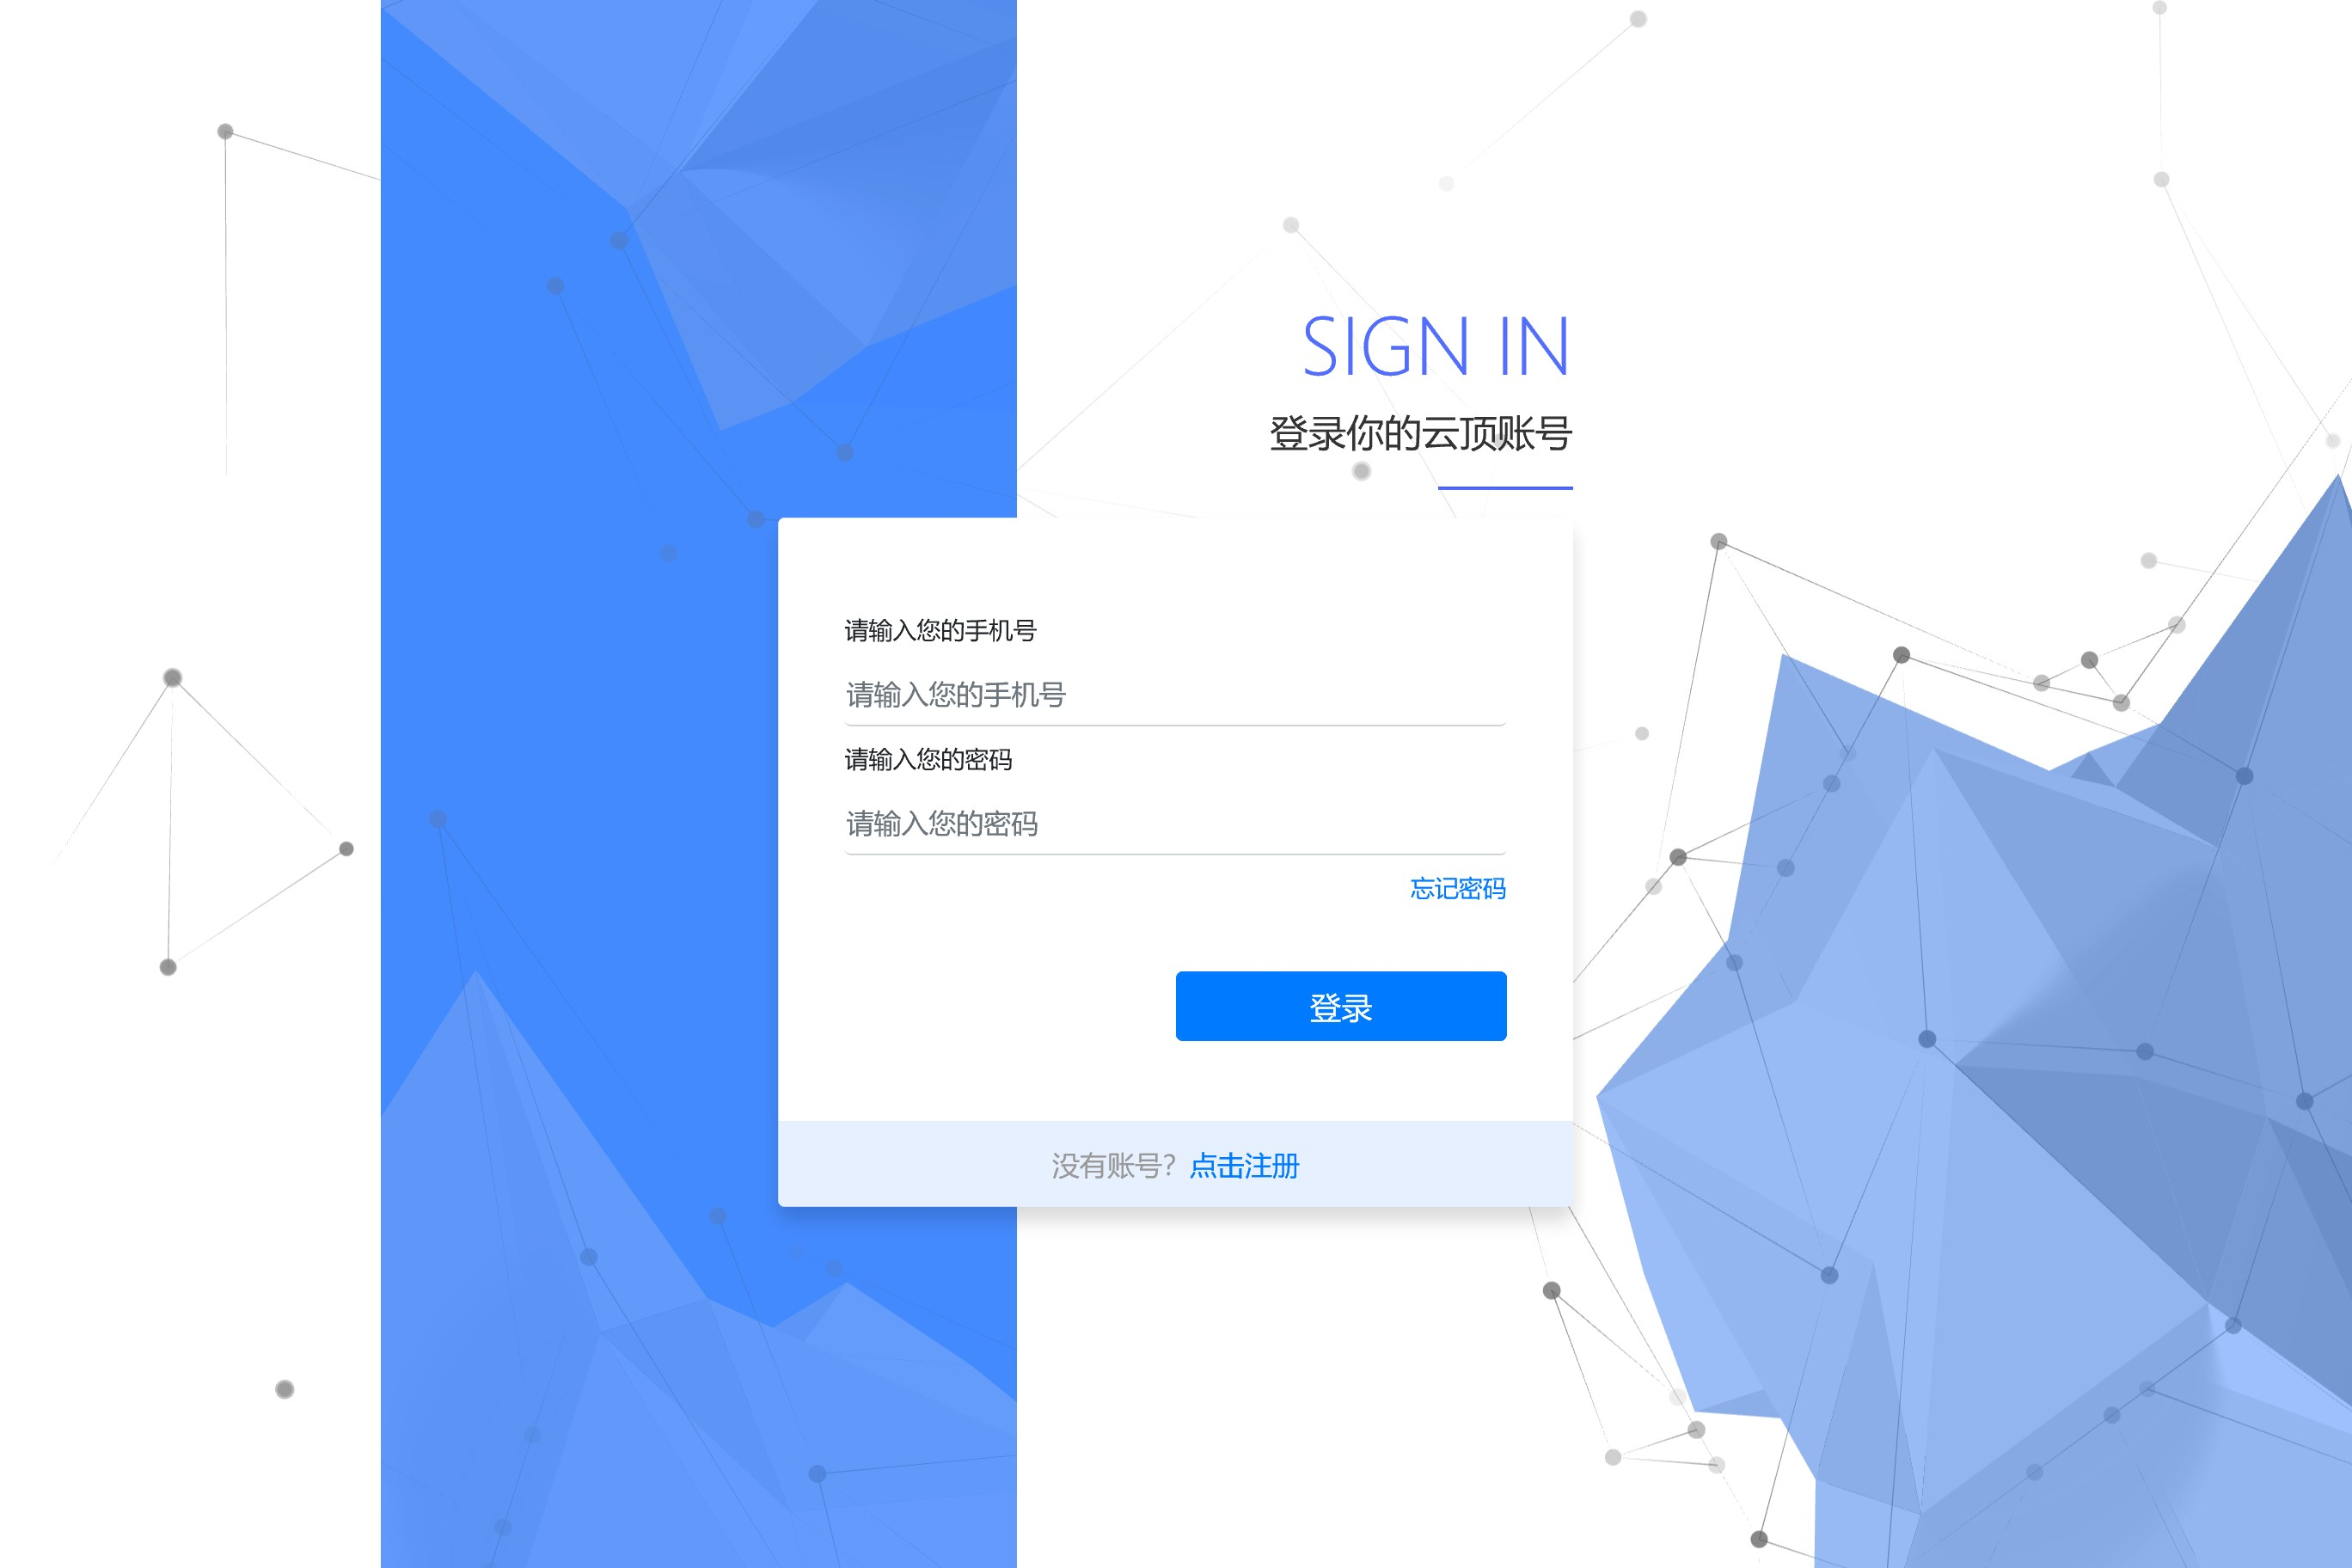 SIGN IN
登录你的云顶账号
请输入您的手机号
请输入您的手机号
请输入您的密码
请输入您的密码
忘记密码
登录
没有账号？点击注册